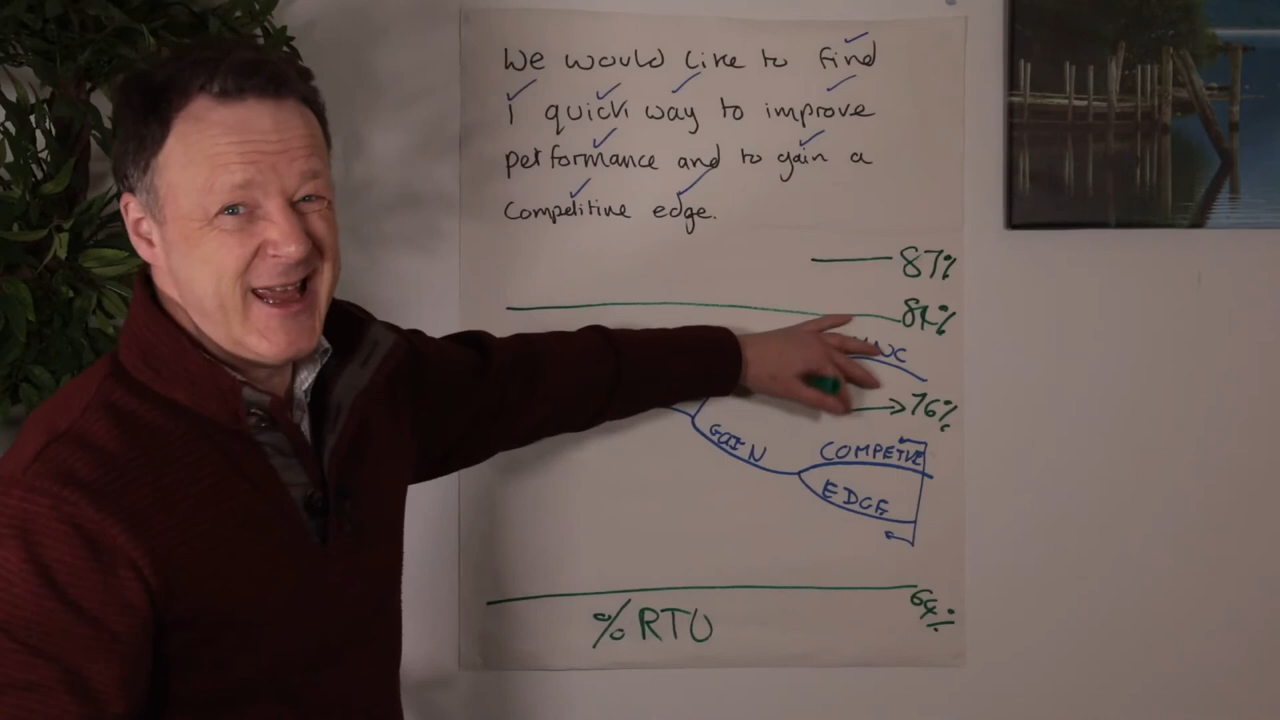 We would like to find
1 quick way to improve
performance and to gain a
Competitive edge.
87%
76%
GAIN
COMPETVE
EDGE
64%
% RTU